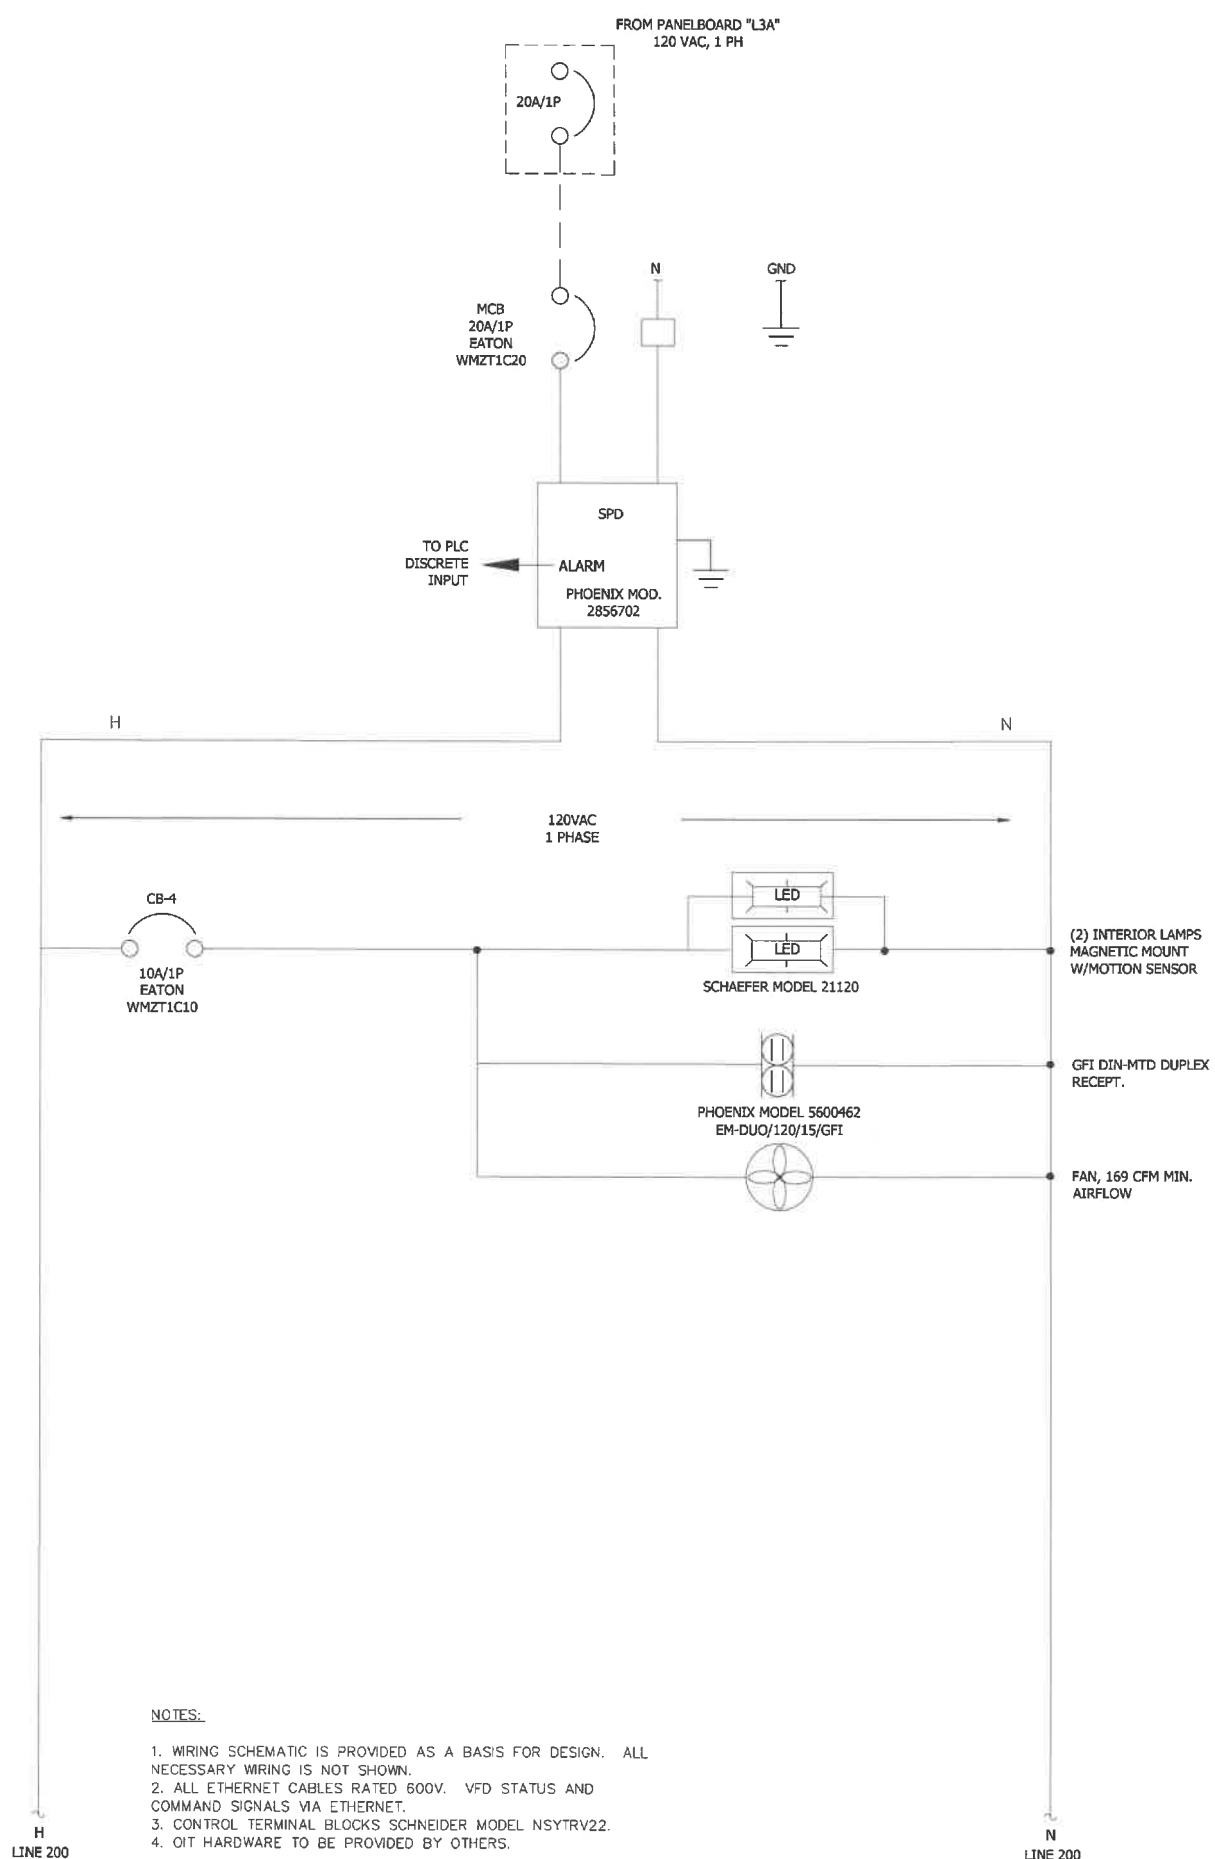 FROM PANELBOARD "L3A"
120 VAC, 1 PH
20A/1P
N
GND
MCB
20A/1P
EATON
WMZT1C20
SPD
TO PLC
DISCRETE
INPUT
ALARM
PHOENIX MOD.
2856702
H
N
120VAC
1 PHASE
CB-4
10A/1P
EATON
WMZT1C10
LED
LED
SCHAEFER MODEL 21120
(2) INTERIOR LAMPS
MAGNETIC MOUNT
W/MOTION SENSOR
GFI DIN-MTD DUPLEX
RECEPT.
PHOENIX MODEL 5600462
EM-DUO/120/15/GFI
FAN, 169 CFM MIN.
AIRFLOW
NOTES:
1. WIRING SCHEMATIC IS PROVIDED AS A BASIS FOR DESIGN. ALL
NECESSARY WIRING IS NOT SHOWN.
2. ALL ETHERNET CABLES RATED 600V. VFD STATUS AND
COMMAND SIGNALS VIA ETHERNET.
3. CONTROL TERMINAL BLOCKS SCHNEIDER MODEL NSYTRV22.
4. OIT HARDWARE TO BE PROVIDED BY OTHERS.
H
LINE 200
N
LINE 200